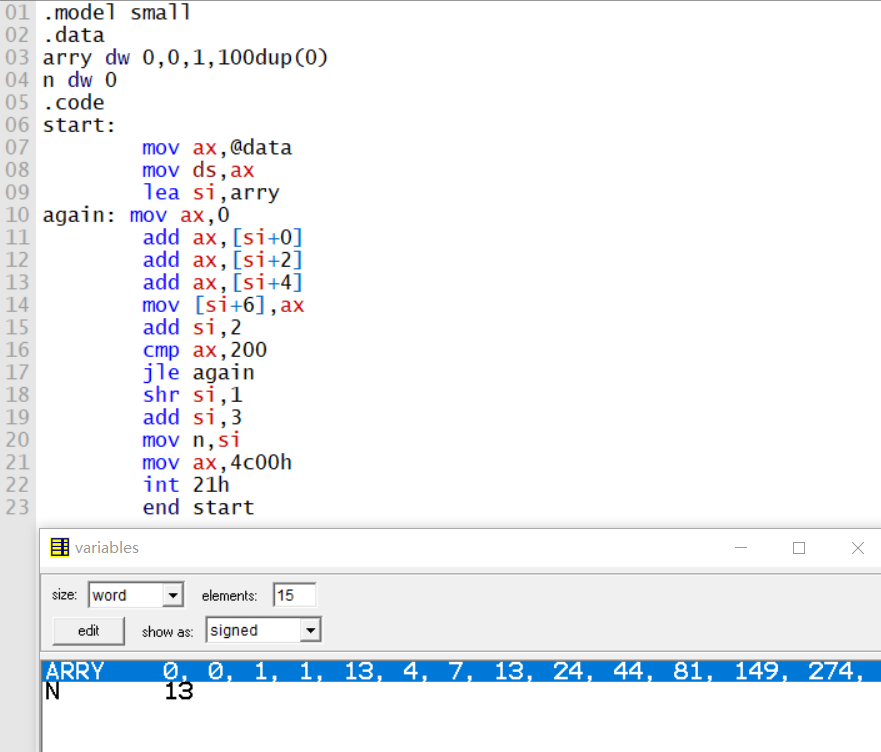 01 .model small
02 .data
03 arry dw 0,0,1,100dup(0)
04 n dw 0
05 .code
06 start:
07 mov ax,@data
08 mov ds,ax
09 lea si,arry
10 again: mov ax,0
11 add ax,[si+0]
12 add ax,[si+2]
13 add ax,[si+4]
14 mov [si+6],ax
15 add si,2
16 cmp ax,200
17 jle again
18 shr si,1
19 add si,3
20 mov n,si
21 mov ax,4c00h
22 int 21h
23 end start
variables
size: word elements: 15
edit show as: signed
ARRY 0, 0, 1, 1, 13, 4, 7, 13, 24, 44, 81, 149, 274,
N 13